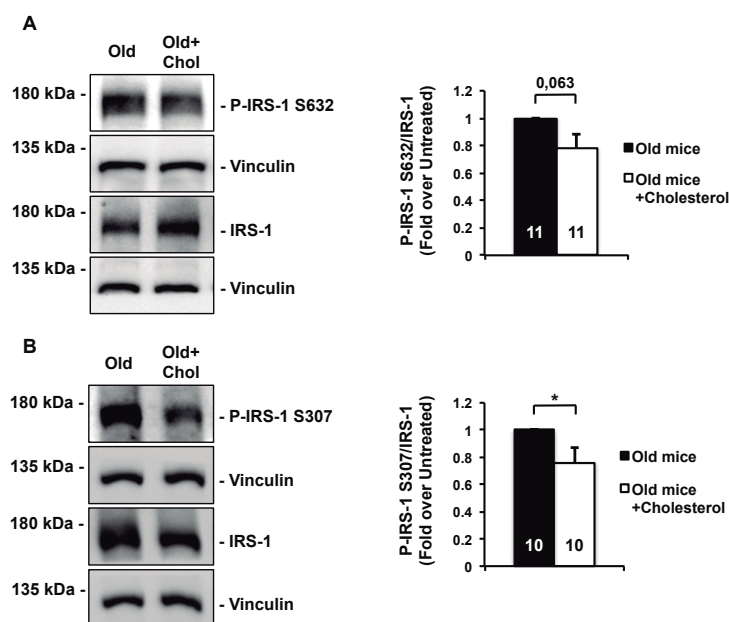 A
Old
Old+
Chol
180 kDa -
- P-IRS-1 S632
135 kDa -
- Vinculin
180 kDa -
- IRS-1
135 kDa -
- Vinculin
P-IRS-1 S632/IRS-1
(Fold over Untreated)
0,063
1.2
1
0.8
0.6
0.4
0.2
0
11
11
Old mice
Old mice
+Cholesterol
B
Old
Old+
Chol
180 kDa -
- P-IRS-1 S307
135 kDa -
- Vinculin
180 kDa -
- IRS-1
135 kDa -
- Vinculin
P-IRS-1 S307/IRS-1
(Fold over Untreated)
*
1.2
1
0.8
0.6
0.4
0.2
0
10
10
Old mice
Old mice
+Cholesterol